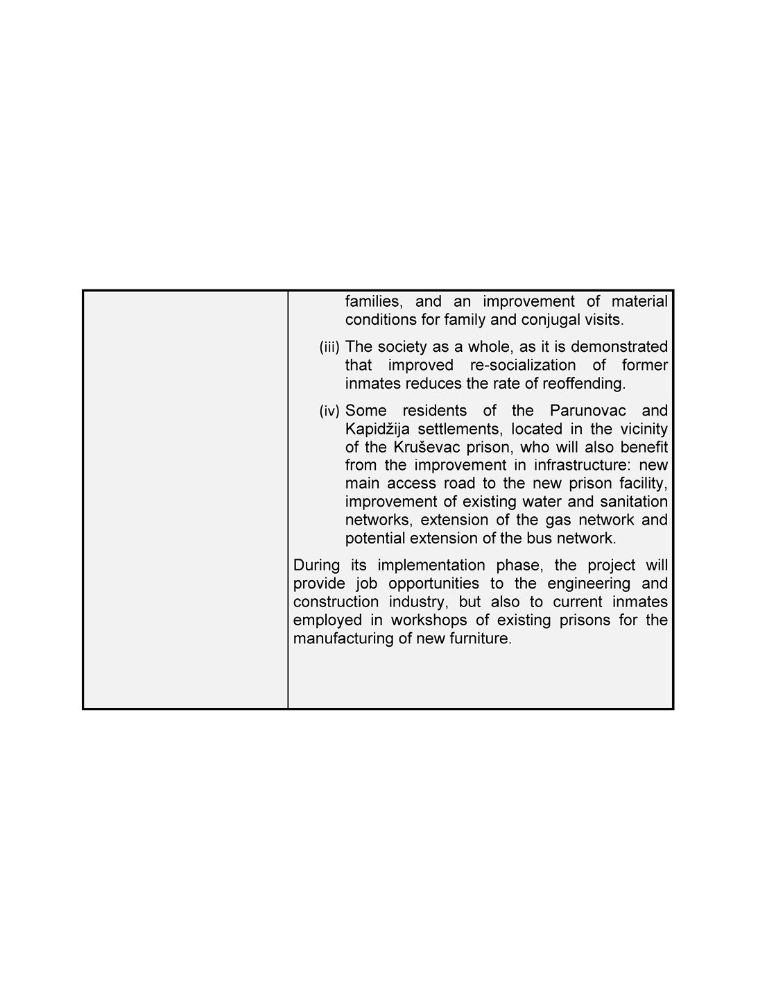 families, and an improvement of material
conditions for family and conjugal visits.
(iii) The society as a whole, as it is demonstrated
that improved re-socialization of former
inmates reduces the rate of reoffending.
(iv) Some residents of the Parunovac and
Kapidžija settlements, located in the vicinity
of the Kruševac prison, who will also benefit
from the improvement in infrastructure: new
main access road to the new prison facility,
improvement of existing water and sanitation
networks, extension of the gas network and
potential extension of the bus network.
During its implementation phase, the project will
provide job opportunities to the engineering and
construction industry, but also to current inmates
employed in workshops of existing prisons for the
manufacturing of new furniture.